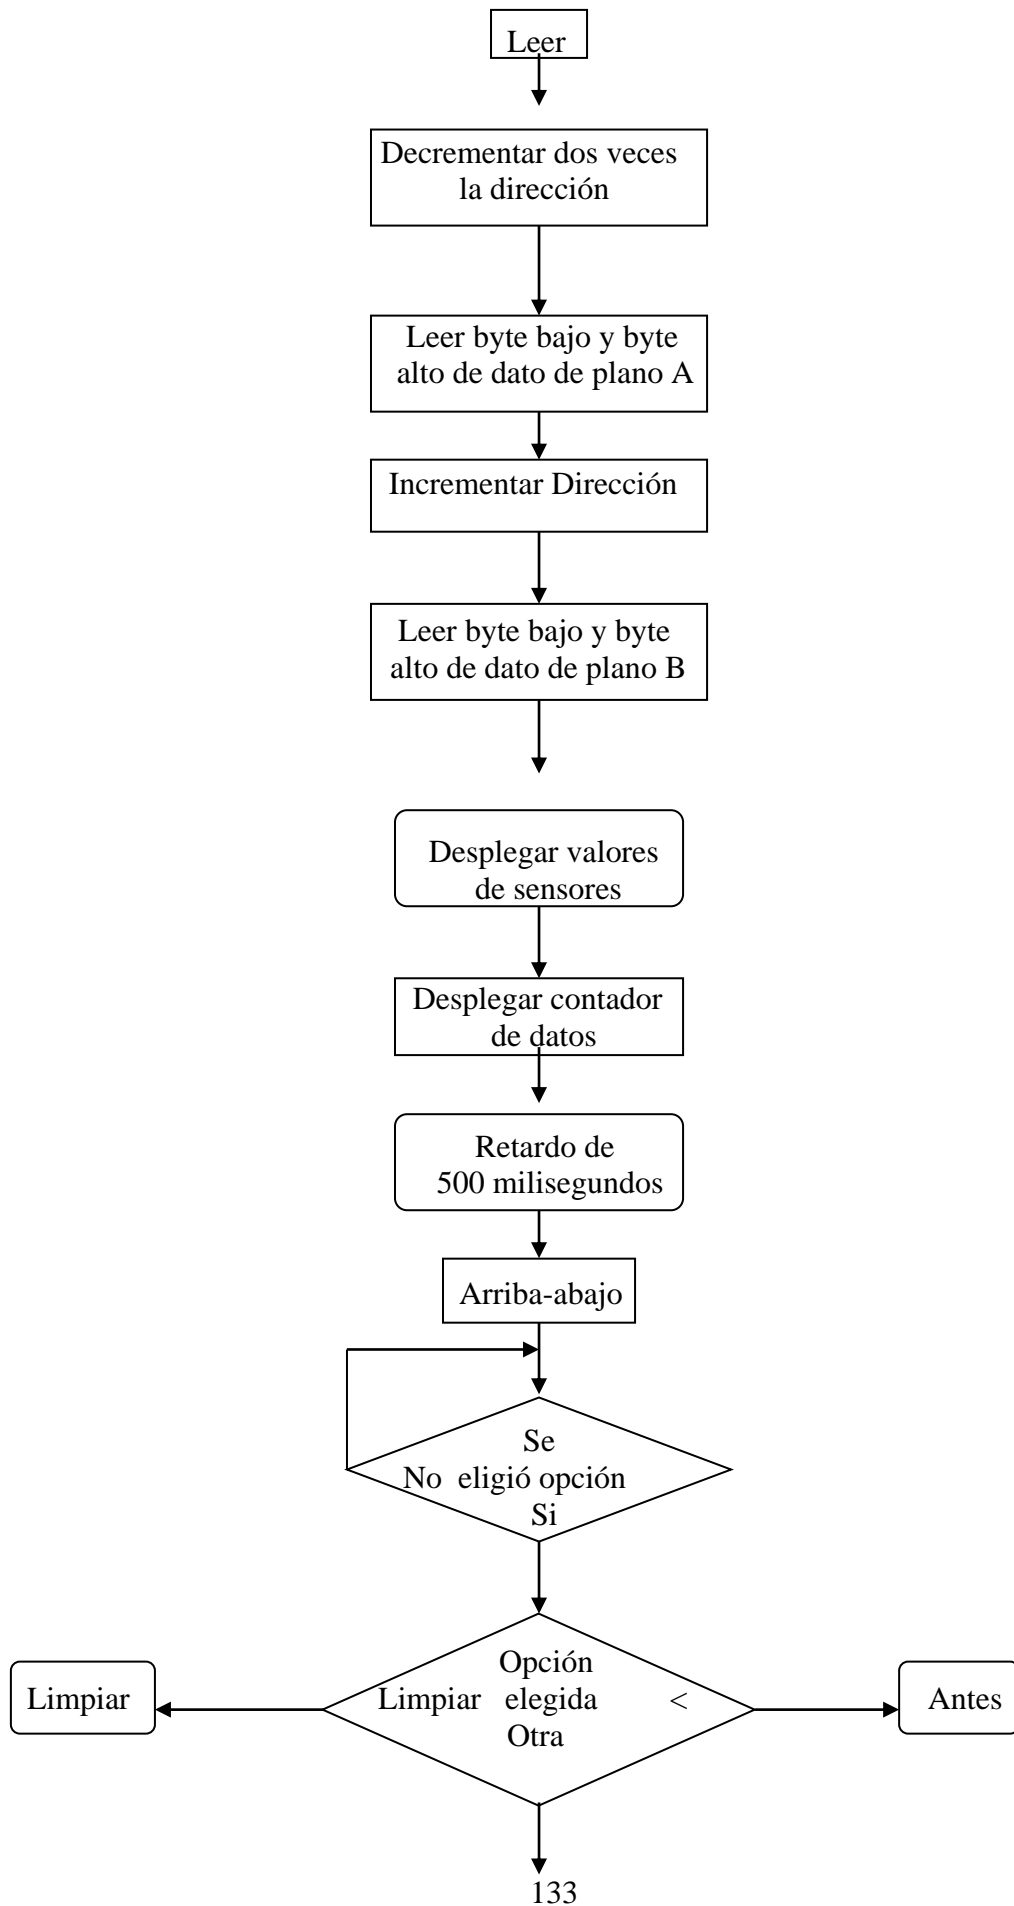 Leer
Decrementar dos veces
la dirección
Leer byte bajo y byte
alto de dato de plano A
Incrementar Dirección
Leer byte bajo y byte
alto de dato de plano B
Desplegar valores
de sensores
Desplegar contador
de datos
Retardo de
500 milisegundos
Arriba-abajo
Se
No eligió opción
Si
Opción
Limpiar Limpiar elegida < Antes
Otra
133